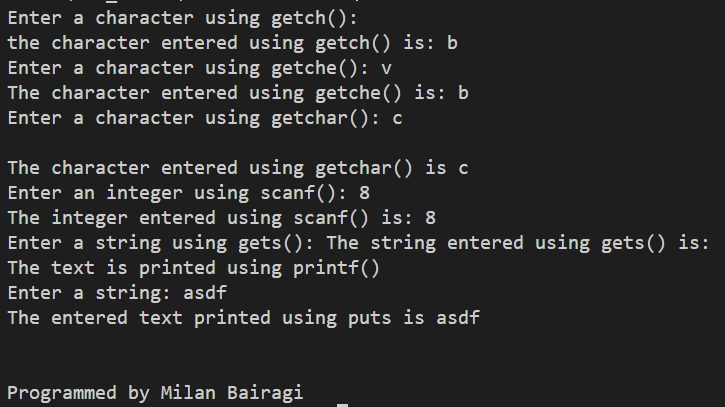 Enter a character using getch():
the character entered using getch() is: b
Enter a character using getche(): v
The character entered using getche() is: b
Enter a character using getchar(): c
The character entered using getchar() is c
Enter an integer using scanf(): 8
The integer entered using scanf() is: 8
Enter a string using gets(): The string entered using gets() is:
The text is printed using printf()
Enter a string: asdf
The entered text printed using puts is asdf
Programmed by Milan Bairagi